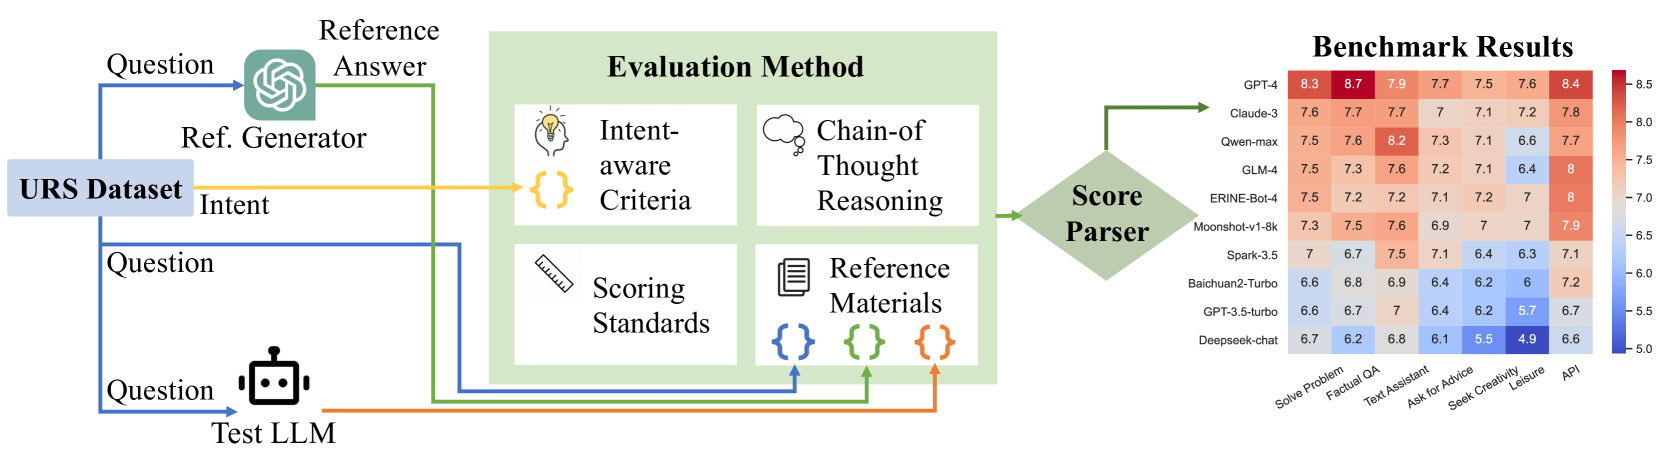 Question
Reference
Answer
Ref. Generator
URS Dataset
Intent
Question
Question
Test LLM
Evaluation Method
Intent-
aware
Criteria
Chain-of
Thought
Reasoning
Scoring
Standards
Reference
Materials
{} {} {} {}
Score
Parser
Benchmark Results
GPT-4 8.3 8.7 7.9 7.7 7.5 7.6 8.4
Claude-3 7.6 7.7 7.7 7 7.1 7.2 7.8
Qwen-max 7.5 7.6 8.2 7.3 7.1 6.6 7.7
GLM-4 7.5 7.3 7.6 7.2 7.1 6.4 8
ERINE-Bot-4 7.5 7.2 7.2 7.1 7.2 7 8
Moonshot-v1-8k 7.3 7.5 7.6 6.9 7 7 7.9
Spark-3.5 7 6.7 7.5 7.1 6.4 6.3 7.1
Baichuan2-Turbo 6.6 6.8 6.9 6.4 6.2 6 7.2
GPT-3.5-turbo 6.6 6.7 7 6.4 6.2 5.7 6.7
Deepseek-chat 6.7 6.2 6.8 6.1 5.5 4.9 6.6
Solve Problem
Factual QA
Text Assistant
Ask for Advice
Seek Creativity
Leisure
API
8.5
8.0
7.5
7.0
6.5
6.0
5.5
5.0